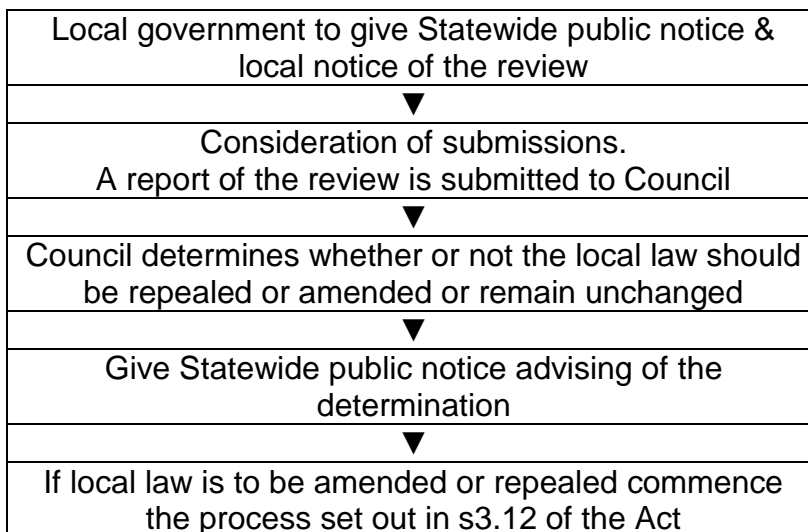 Local government to give Statewide public notice &
local notice of the review
▼
Consideration of submissions.
A report of the review is submitted to Council
▼
Council determines whether or not the local law should
be repealed or amended or remain unchanged
▼
Give Statewide public notice advising of the
determination
▼
If local law is to be amended or repealed commence
the process set out in s3.12 of the Act